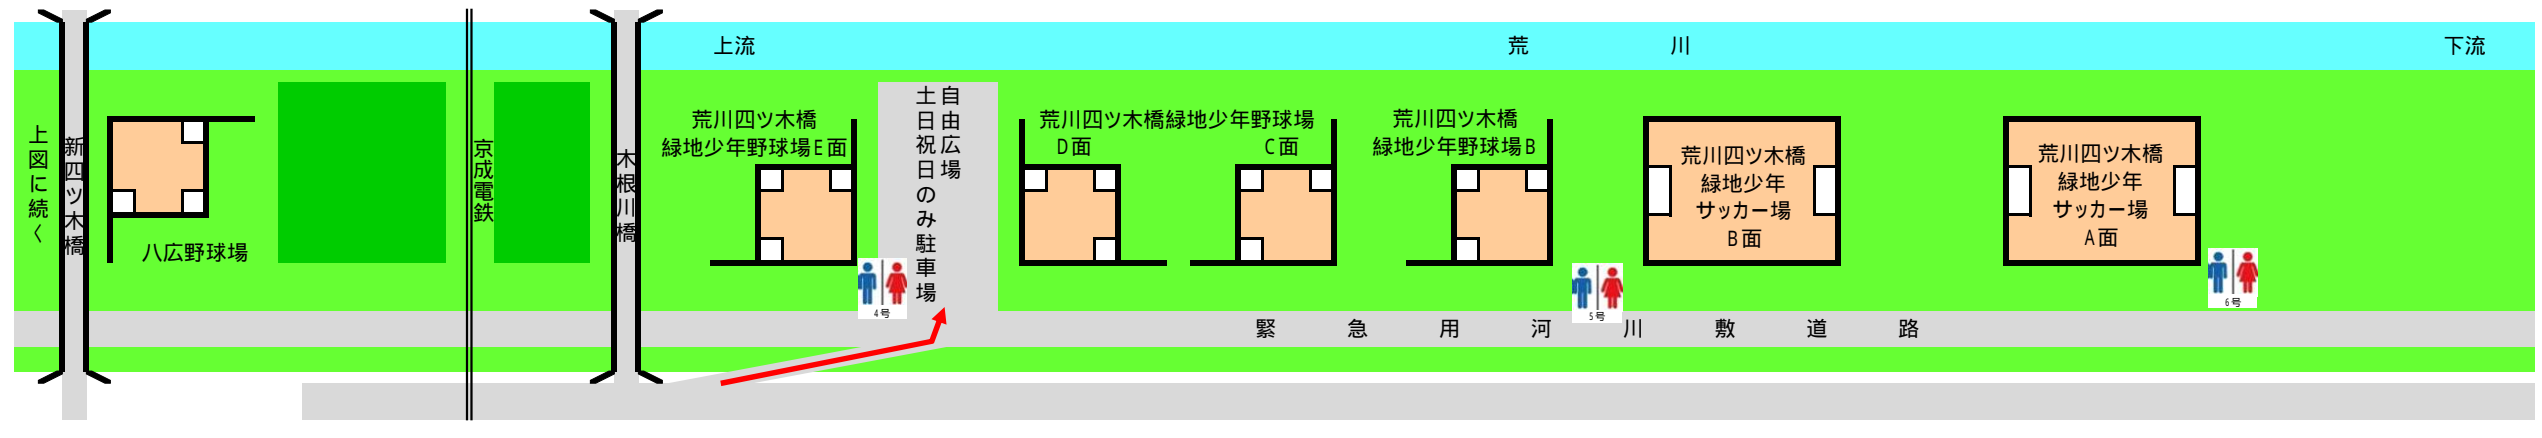 上流
荒川
下流
上図に続く
新四ツ木橋
八広野球場
京成電鉄
木根川橋
荒川四ツ木橋
緑地少年野球場E面
自由広場
土日祝日のみ駐車場
4号
荒川四ツ木橋緑地少年野球場
D面
C面
荒川四ツ木橋
緑地少年野球場B
5号
荒川四ツ木橋
緑地少年
サッカー場
B面
荒川四ツ木橋
緑地少年
サッカー場
A面
6号
緊急用河川敷道路